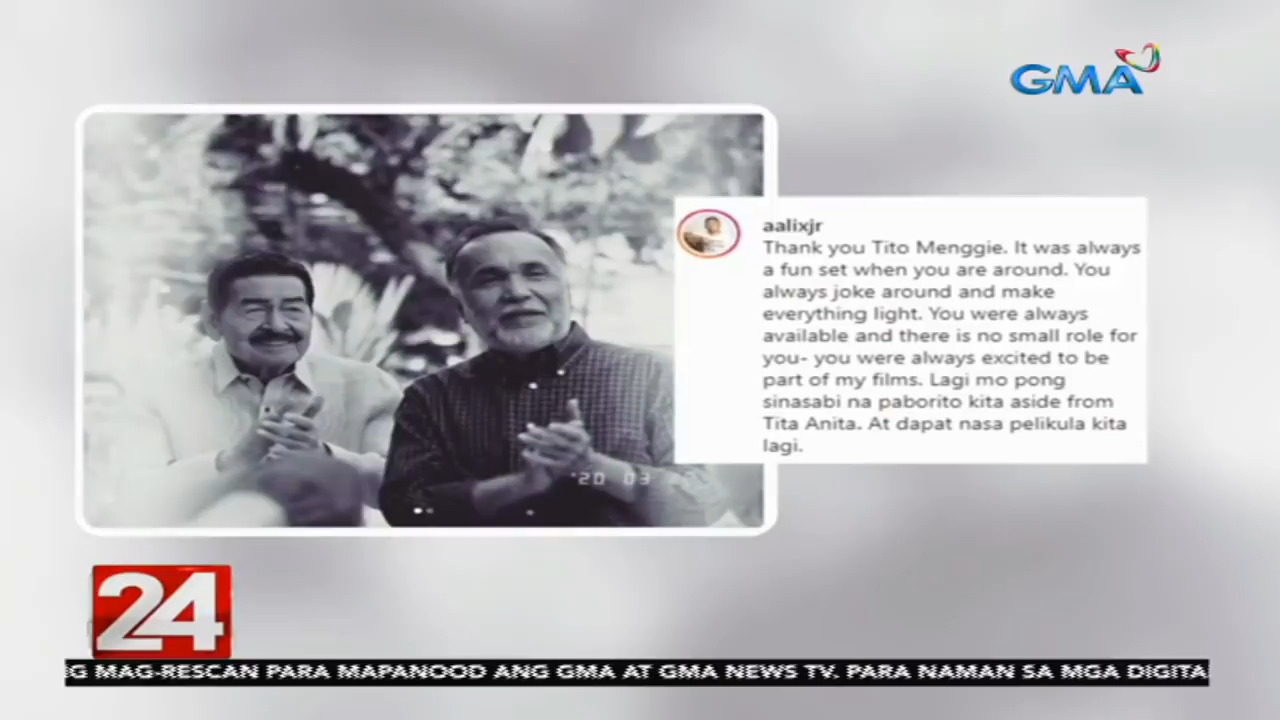 GMA
aalixjr
Thank you Tito Menggie. It was always
a fun set when you are around. You
always joke around and make
everything light. You were always
available and there is no small role for
you- you were always excited to be
part of my films. Lagi mo pong
sinasabi na paborito kita aside from
Tita Anita. At dapat nasa pelikula kita
lagi.
'20 03
24
G MAG-RESCAN PARA MAPANOOD ANG GMA AT GMA NEWS TV. PARA NAMAN SA MGA DIGITA